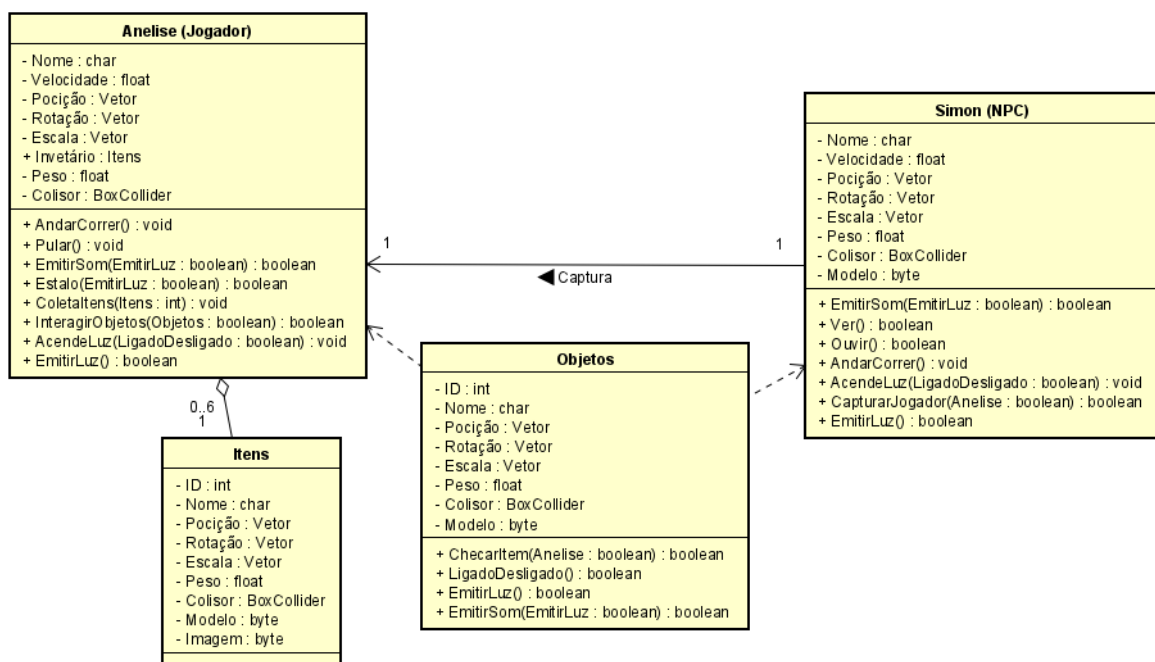 Anelise (Jogador)
- Nome : char
- Velocidade : float
- Pocição : Vetor
- Rotação : Vetor
- Escala : Vetor
+ Invetário : Itens
- Peso : float
- Colisor : BoxCollider
+ AndarCorrer() : void
+ Pular() : void
+ EmitirSom(EmitirLuz : boolean) : boolean
+ Estalo(EmitirLuz : boolean) : boolean
+ ColetaItens(Itens : int) : void
+ InteragirObjetos(Objetos : boolean) : boolean
+ AcendeLuz(LigadoDesligado : boolean) : void
+ EmitirLuz() : boolean
1
1
Captura
Simon (NPC)
- Nome : char
- Velocidade : float
- Pocição : Vetor
- Rotação : Vetor
- Escala : Vetor
- Peso : float
- Colisor : BoxCollider
- Modelo : byte
+ EmitirSom(EmitirLuz : boolean) : boolean
+ Ver() : boolean
+ Ouvir() : boolean
+ AndarCorrer() : void
+ AcendeLuz(LigadoDesligado : boolean) : void
+ CapturarJogador(Anelise : boolean) : boolean
+ EmitirLuz() : boolean
0..6
1
Itens
- ID : int
- Nome : char
- Pocição : Vetor
- Rotação : Vetor
- Escala : Vetor
- Peso : float
- Colisor : BoxCollider
- Modelo : byte
- Imagem : byte
Objetos
- ID : int
- Nome : char
- Pocição : Vetor
- Rotação : Vetor
- Escala : Vetor
- Peso : float
- Colisor : BoxCollider
- Modelo : byte
+ ChecarItem(Anelise : boolean) : boolean
+ LigadoDesligado() : boolean
+ EmitirLuz() : boolean
+ EmitirSom(EmitirLuz : boolean) : boolean